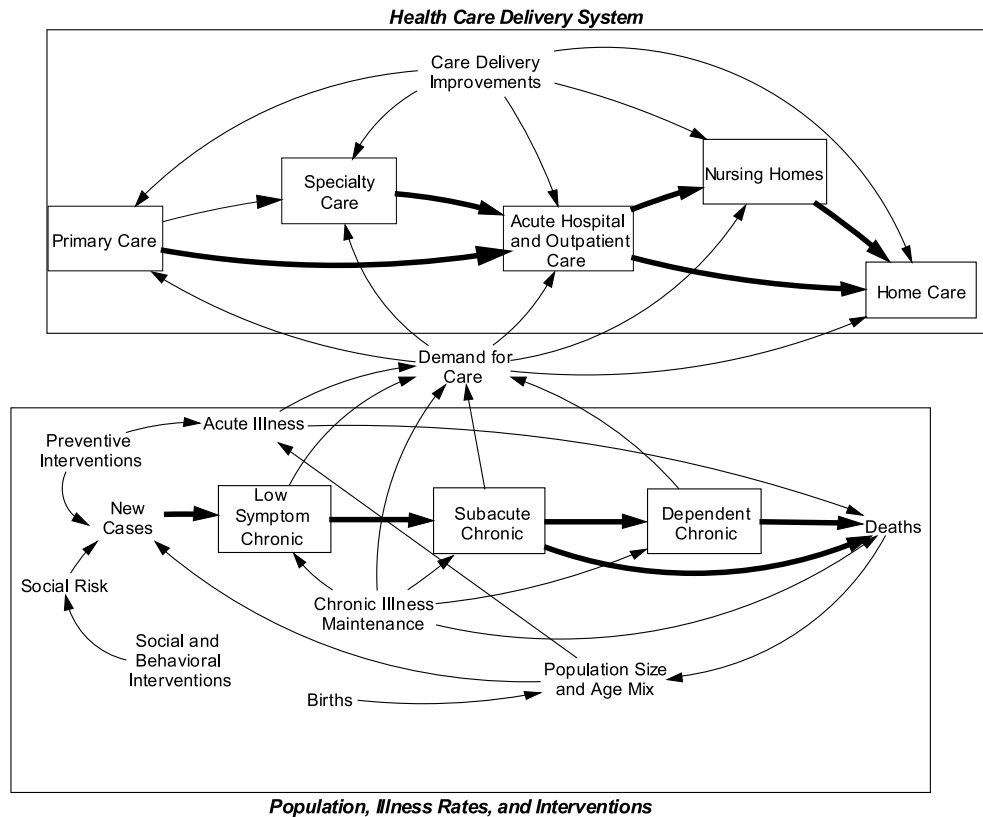 Health Care Delivery System
Care Delivery
Improvements
Specialty
Care
Nursing Homes
Primary Care
Acute Hospital
and Outpatient
Care
Home Care
Demand for
Care
Acute Illness
Preventive
Interventions
New
Cases
Low
Symptom
Chronic
Subacute
Chronic
Dependent
Chronic
Deaths
Social Risk
Chronic Illness
Maintenance
Social and
Behavioral
Interventions
Population Size
and Age Mix
Births
Population, Illness Rates, and Interventions